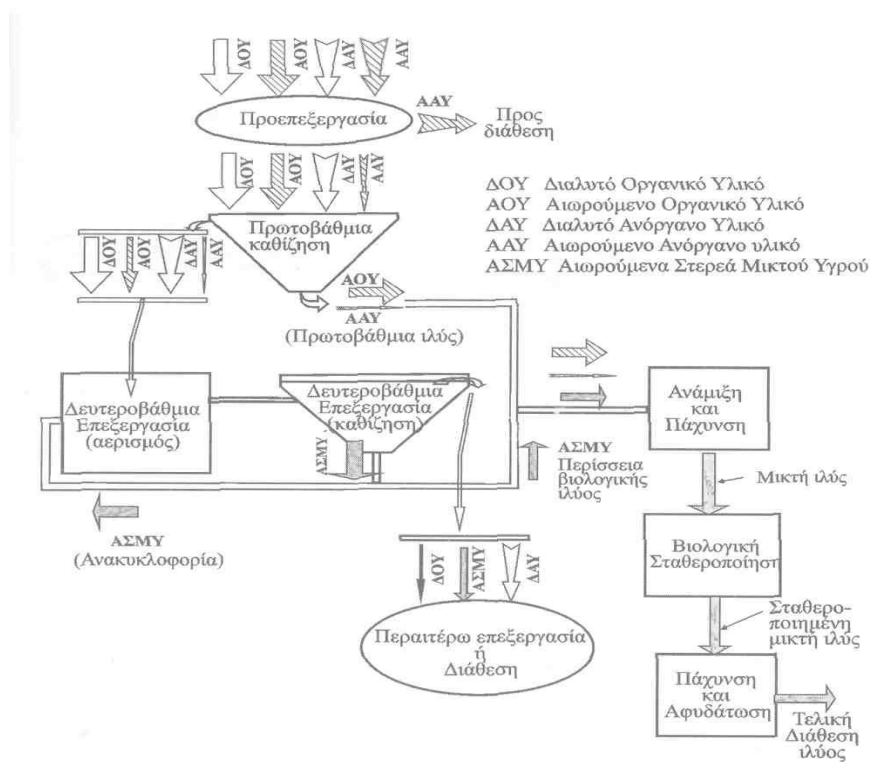 ΔΟΥ
ΑΟΥ
ΔΑΥ
ΑΑΥ
Προεπεξεργασία
ΑΑΥ
Προς
διάθεση
ΔΟΥ
ΑΟΥ
ΔΑΥ
ΑΑΥ
ΔΟΥ Διαλυτό Οργανικό Υλικό
ΑΟΥ Αιωρούμενο Οργανικό Υλικό
ΔΑΥ Διαλυτό Ανόργανο Υλικό
ΑΑΥ Αιωρούμενο Ανόργανο υλικό
ΑΣΜΥ Αιωρούμενα Στερεά Μικτού Υγρού
Πρωτοβάθμια
καθίζηση
ΔΟΥ
ΑΟΥ
ΔΑΥ
ΑΑΥ
ΑΟΥ
ΑΑΥ
(Πρωτοβάθμια ιλύς)
Δευτεροβάθμια
Επεξεργασία
(αερισμός)
Δευτεροβάθμια
Επεξεργασία
(καθίζηση)
ΑΣΜΥ
Ανάμιξη
και
Πάχυνση
ΑΣΜΥ
Περίσσεια
βιολογικής
ιλύος
Μικτή ιλύς
ΑΣΜΥ
(Ανακυκλοφορία)
Βιολογική
Σταθεροποίηση
ΔΟΥ
ΑΣΜΥ
ΔΑΥ
Περαιτέρω επεξεργασία
ή
Διάθεση
Σταθερο-
ποιημένη
μικτή ιλύς
Πάχυνση
και
Αφυδάτωση
Τελική
Διάθεση
ιλύος